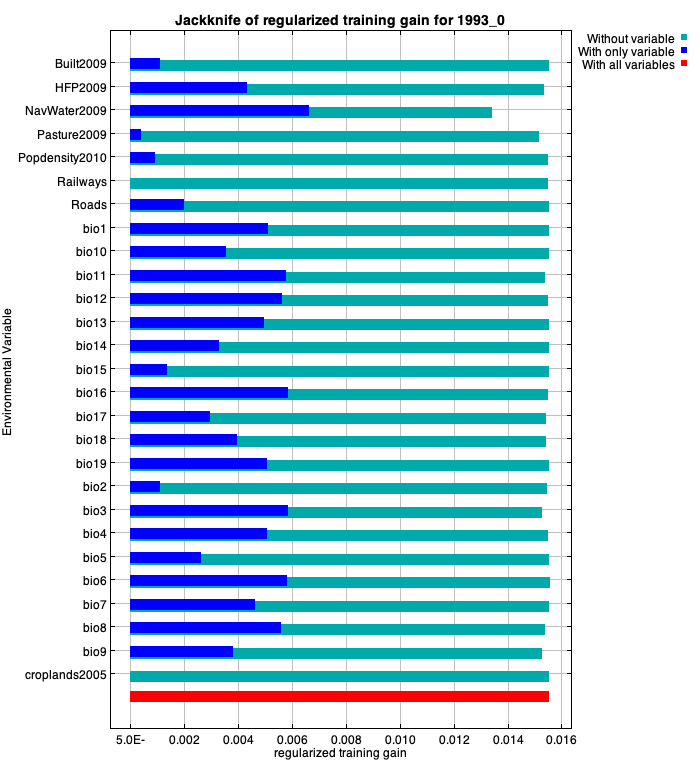 Jackknife of regularized training gain for 1993_0
Without variable
With only variable
With all variables
Environmental Variable
Built2009
HFP2009
NavWater2009
Pasture2009
Popdensity2010
Railways
Roads
bio1
bio10
bio11
bio12
bio13
bio14
bio15
bio16
bio17
bio18
bio19
bio2
bio3
bio4
bio5
bio6
bio7
bio8
bio9
croplands2005
5.0E- 0.002 0.004 0.006 0.008 0.010 0.012 0.014 0.016
regularized training gain